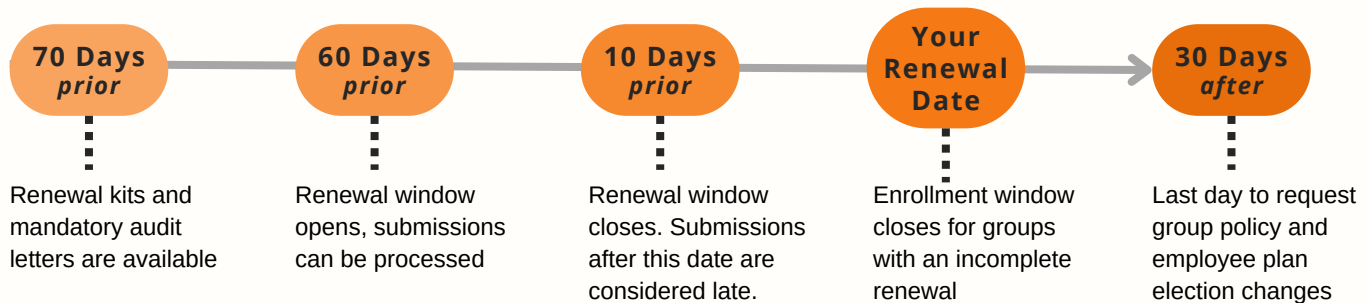 70 Days
prior
60 Days
prior
10 Days
prior
Your
Renewal
Date
30 Days
after
Renewal kits and
mandatory audit
letters are available
Renewal window
opens, submissions
can be processed
Renewal window
closes. Submissions
after this date are
considered late.
Enrollment window
closes for groups
with an incomplete
renewal
Last day to request
group policy and
employee plan
election changes